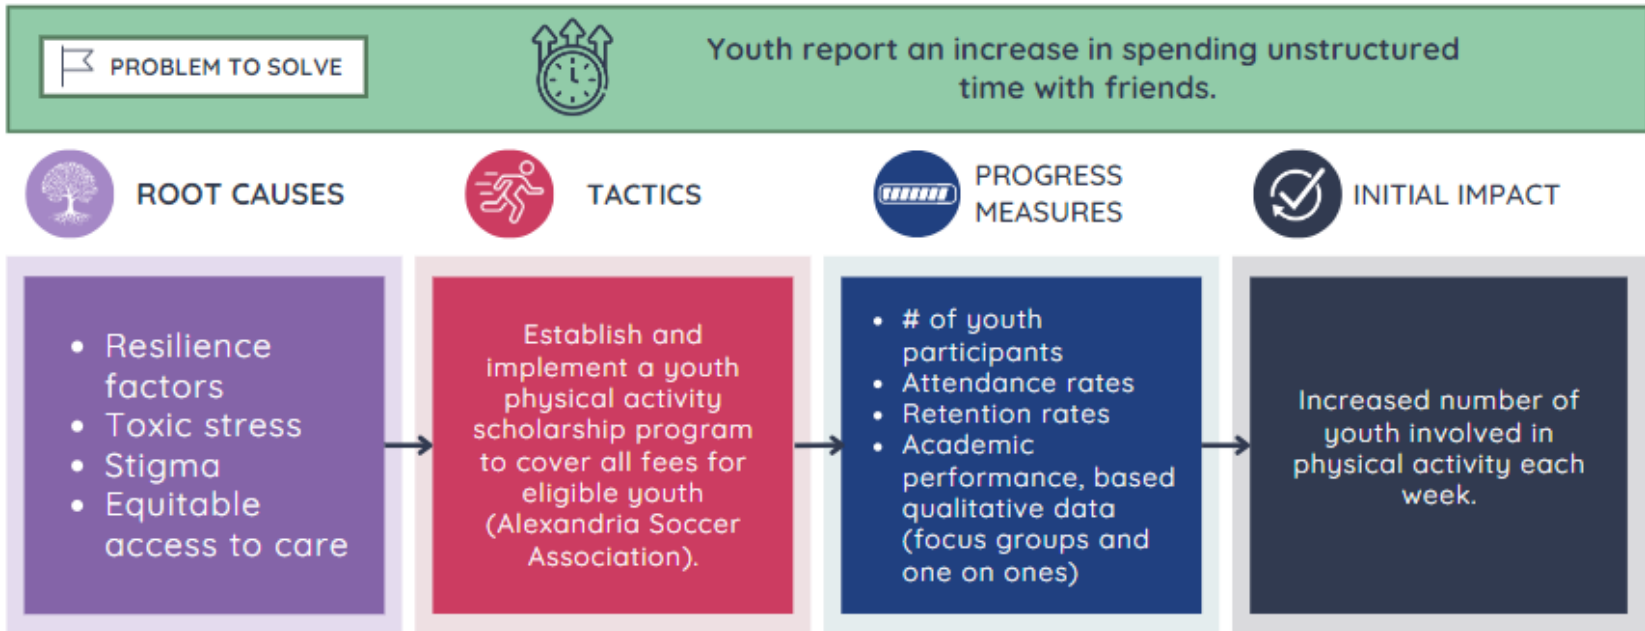 PROBLEM TO SOLVE
Youth report an increase in spending unstructured
time with friends.
ROOT CAUSES
• Resilience
factors
• Toxic stress
• Stigma
• Equitable
access to care
TACTICS
Establish and
implement a youth
physical activity
scholarship program
to cover all fees for
eligible youth
(Alexandria Soccer
Association).
PROGRESS
MEASURES
• # of youth
participants
• Attendance rates
• Retention rates
• Academic
performance, based
qualitative data
(focus groups and
one on ones)
INITIAL IMPACT
Increased number of
youth involved in
physical activity each
week.